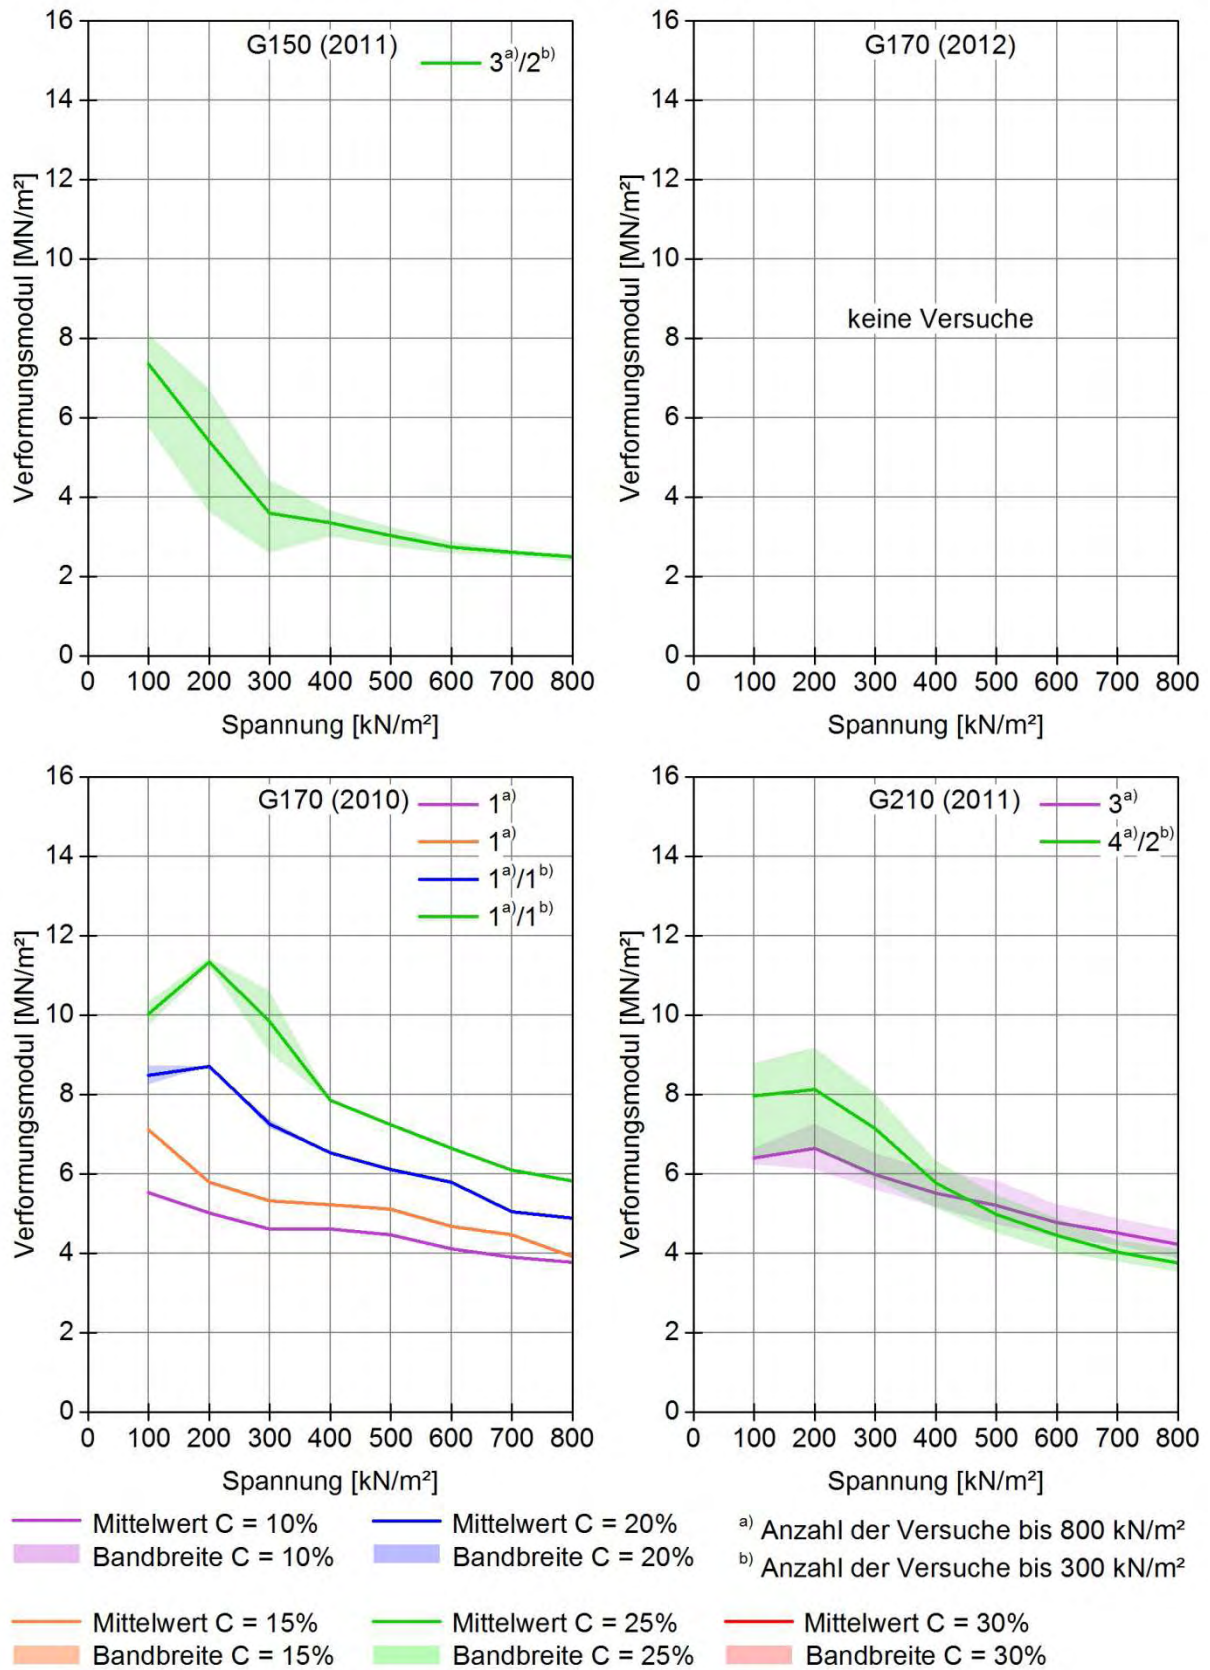 G150 (2011)
3a)/2b)
Verformungsmodul [MN/m²]
16
14
12
10
8
6
4
2
0
0 100 200 300 400 500 600 700 800
Spannung [kN/m²]
G170 (2012)
keine Versuche
Verformungsmodul [MN/m²]
16
14
12
10
8
6
4
2
0
0 100 200 300 400 500 600 700 800
Spannung [kN/m²]
G170 (2010)
1a)
1a)
1a)/1b)
1a)/1b)
Verformungsmodul [MN/m²]
16
14
12
10
8
6
4
2
0
0 100 200 300 400 500 600 700 800
Spannung [kN/m²]
G210 (2011)
3a)
4a)/2b)
Verformungsmodul [MN/m²]
16
14
12
10
8
6
4
2
0
0 100 200 300 400 500 600 700 800
Spannung [kN/m²]
Mittelwert C = 10%
Bandbreite C = 10%
Mittelwert C = 20%
Bandbreite C = 20%
a) Anzahl der Versuche bis 800 kN/m²
b) Anzahl der Versuche bis 300 kN/m²
Mittelwert C = 15%
Bandbreite C = 15%
Mittelwert C = 25%
Bandbreite C = 25%
Mittelwert C = 30%
Bandbreite C = 30%